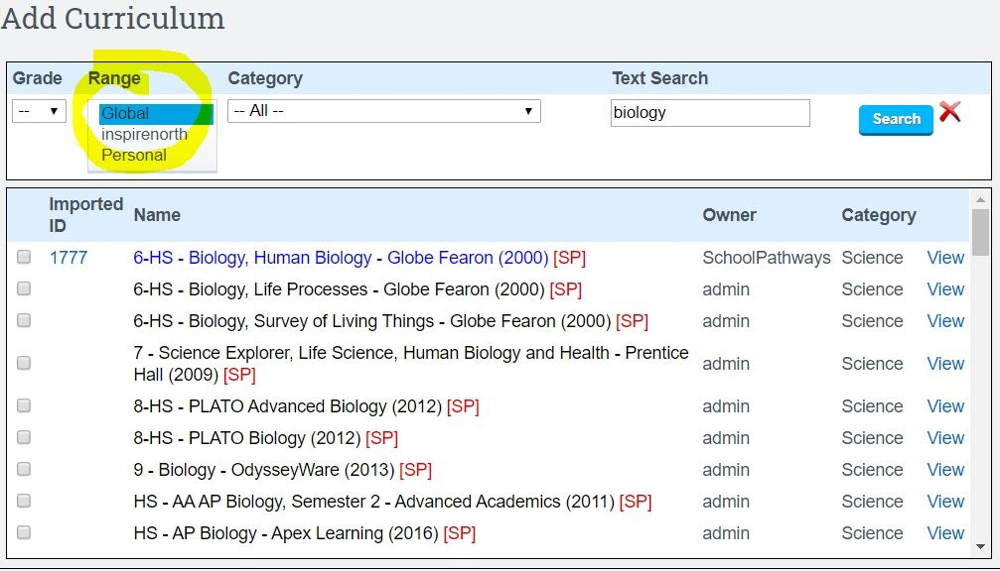 Add Curriculum
Grade Range Category Text Search
-- Global -- All -- biology Search
inspirenorth
Personal
Imported ID Name Owner Category
1777 6-HS - Biology, Human Biology - Globe Fearon (2000) [SP] SchoolPathways Science View
6-HS - Biology, Life Processes - Globe Fearon (2000) [SP] admin Science View
6-HS - Biology, Survey of Living Things - Globe Fearon (2000) [SP] admin Science View
7 - Science Explorer, Life Science, Human Biology and Health - Prentice
Hall (2009) [SP] admin Science View
8-HS - PLATO Advanced Biology (2012) [SP] admin Science View
8-HS - PLATO Biology (2012) [SP] admin Science View
9 - Biology - OdysseyWare (2013) [SP] admin Science View
HS - AA AP Biology, Semester 2 - Advanced Academics (2011) [SP] admin Science View
HS - AP Biology - Apex Learning (2016) [SP] admin Science View